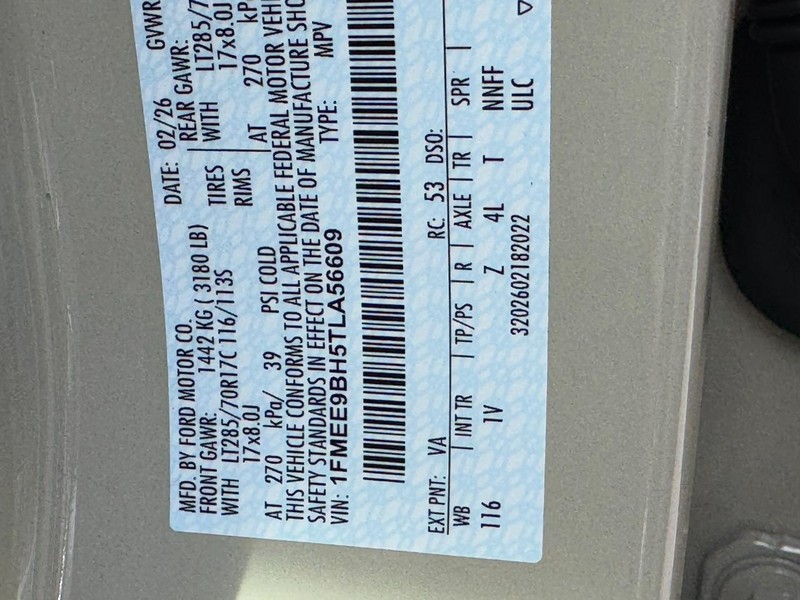 MFD. BY FORD MOTOR CO.
DATE: 02/26
GVWR
FRONT GAWR: 1442 KG ( 3180 LB)
REAR GAWR:
WITH LT285/70R17C 116/113S
TIRES
WITH LT285/7
17x8.0J
RIMS
17x8.0J
AT 270 kPa/ 39 PSI COLD
AT 270 kP
THIS VEHICLE CONFORMS TO ALL APPLICABLE FEDERAL MOTOR VEHI
SAFETY STANDARDS IN EFFECT ON THE DATE OF MANUFACTURE SHO
VIN: 1FMEE9BH5TLA56609
TYPE: MPV
EXT PNT: VA
RC: 53 DSO:
WB | INT TR | TP/PS | R | AXLE | TR | SPR |
116 1V Z 4L T NNFF
3202602182022
ULC